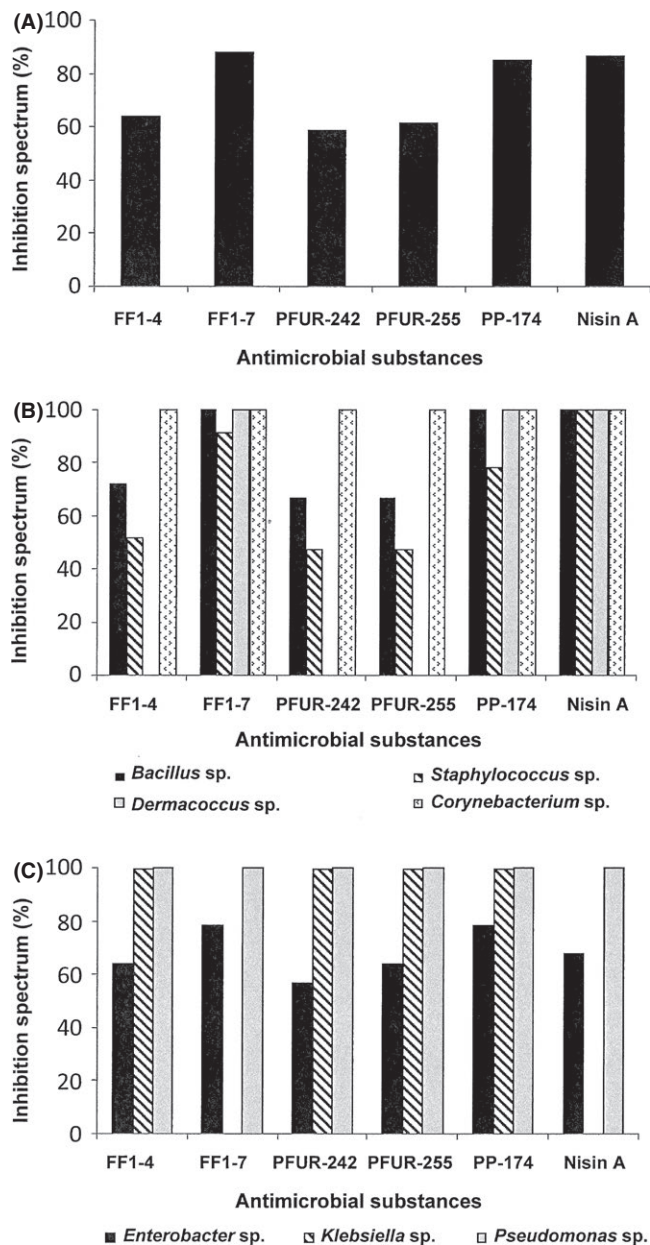 (A)
Inhibition spectrum (%)
100
80
60
40
20
0
FF1-4 FF1-7 PFUR-242 PFUR-255 PP-174 Nisin A
Antimicrobial substances
(B)
Inhibition spectrum (%)
100
80
60
40
20
0
FF1-4 FF1-7 PFUR-242 PFUR-255 PP-174 Nisin A
Antimicrobial substances
Bacillus sp. Staphylococcus sp.
Dermacoccus sp. Corynebacterium sp.
(C)
Inhibition spectrum (%)
100
80
60
40
20
0
FF1-4 FF1-7 PFUR-242 PFUR-255 PP-174 Nisin A
Antimicrobial substances
Enterobacter sp. Klebsiella sp. Pseudomonas sp.